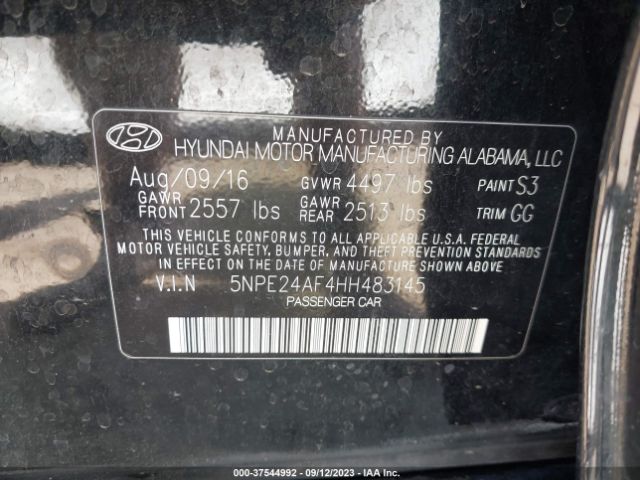 MANUFACTURED BY
HYUNDAI MOTOR MANUFACTURING ALABAMA, LLC
Aug/09/16 GVWR 4497 lbs PAINT S3
GAWR FRONT 2557 lbs GAWR REAR 2513 lbs TRIM GG
THIS VEHICLE CONFORMS TO ALL APPLICABLE U.S.A. FEDERAL
MOTOR VEHICLE SAFETY, BUMPER, AND THEFT PREVENTION STANDARDS
IN EFFECT ON THE DATE OF MANUFACTURE SHOWN ABOVE.
V.I.N 5NPE24AF4HH483145
PASSENGER CAR
000-37544992 - 09/12/2023 - IAA Inc.